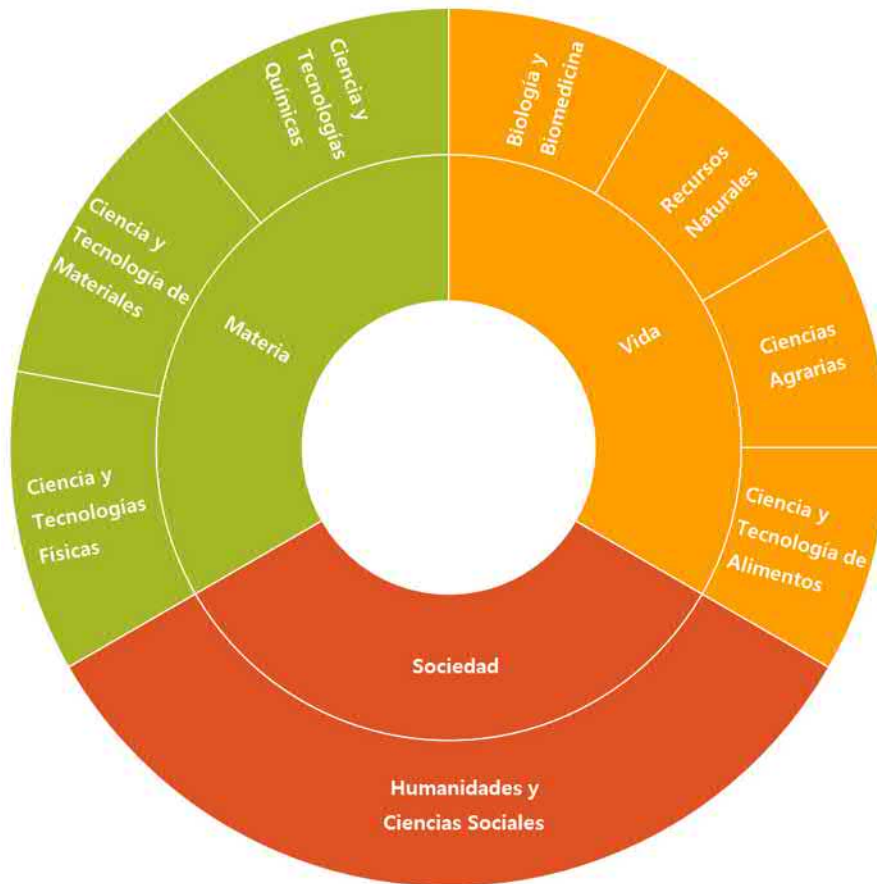 Ciencia y
Tecnologías
Químicas
Biología y
Biomedicina
Recursos
Naturales
Ciencia y
Tecnología de
Materiales
Materia
Vida
Ciencias
Agrarias
Ciencia y
Tecnologías
Físicas
Ciencia y
Tecnología de
Alimentos
Sociedad
Humanidades y
Ciencias Sociales